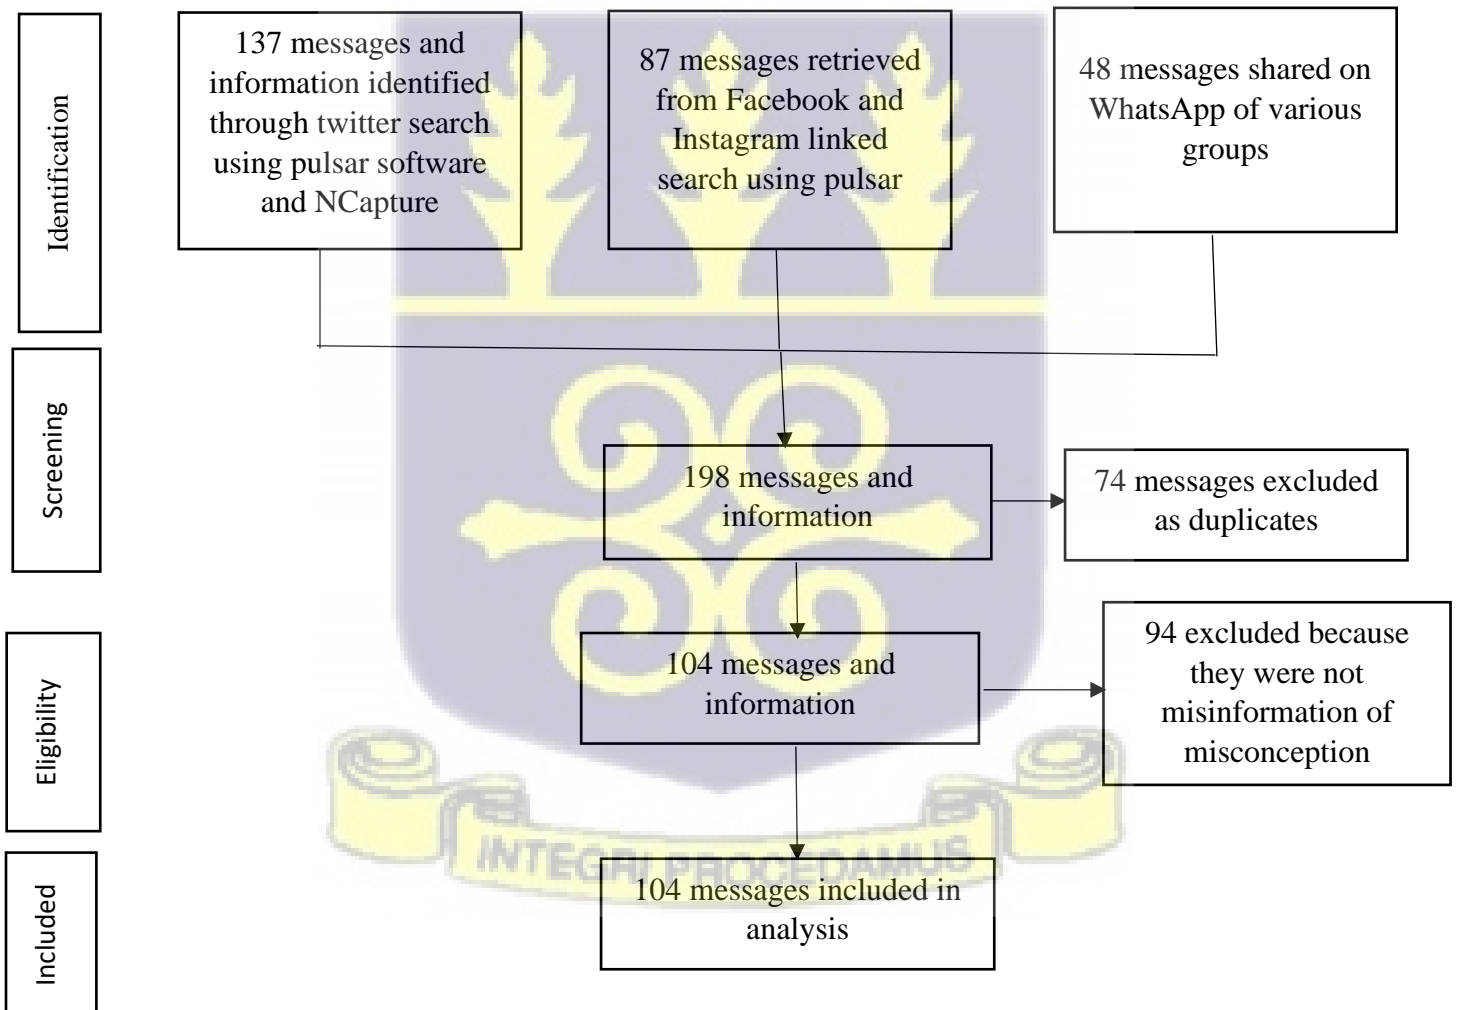 Identification
137 messages and
information identified
through twitter search
using pulsar software
and NCapture
87 messages retrieved
from Facebook and
Instagram linked
search using pulsar
48 messages shared on
WhatsApp of various
groups
Screening
198 messages and
information
74 messages excluded
as duplicates
Eligibility
104 messages and
information
94 excluded because
they were not
misinformation of
misconception
INTEGRI PROCEDAMUS
Included
104 messages included in
analysis